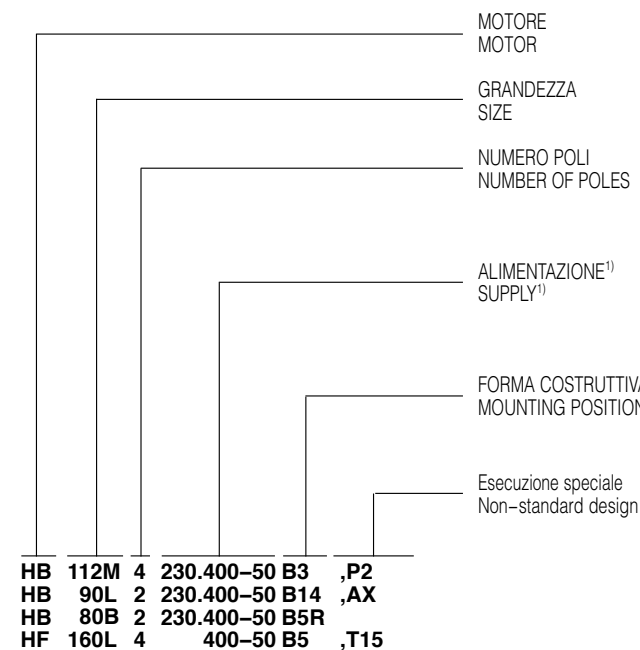 MOTORE
MOTOR
GRANDEZZA
SIZE
NUMERO POLI
NUMBER OF POLES
ALIMENTAZIONE1)
SUPPLY1)
FORMA COSTRUTTIVA
MOUNTING POSITION
Esecuzione speciale
Non-standard design
HB 112M 4 230.400-50 B3 ,P2
HB 90L 2 230.400-50 B14 ,AX
HB 80B 2 230.400-50 B5R
HF 160L 4 400-50 B5 ,T15